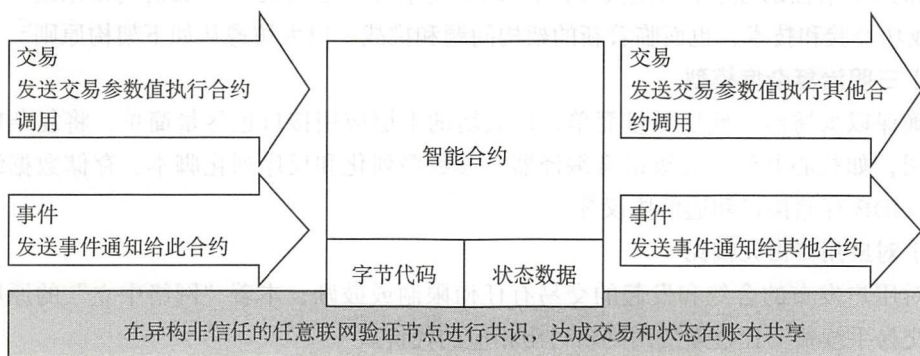 交易
发送交易参数值执行合约
调用
事件
发送事件通知给此合约
智能合约
字节代码
状态数据
交易
发送交易参数值执行其他合
约调用
事件
发送事件通知给其他合约
在异构非信任的任意联网验证节点进行共识，达成交易和状态在账本共享